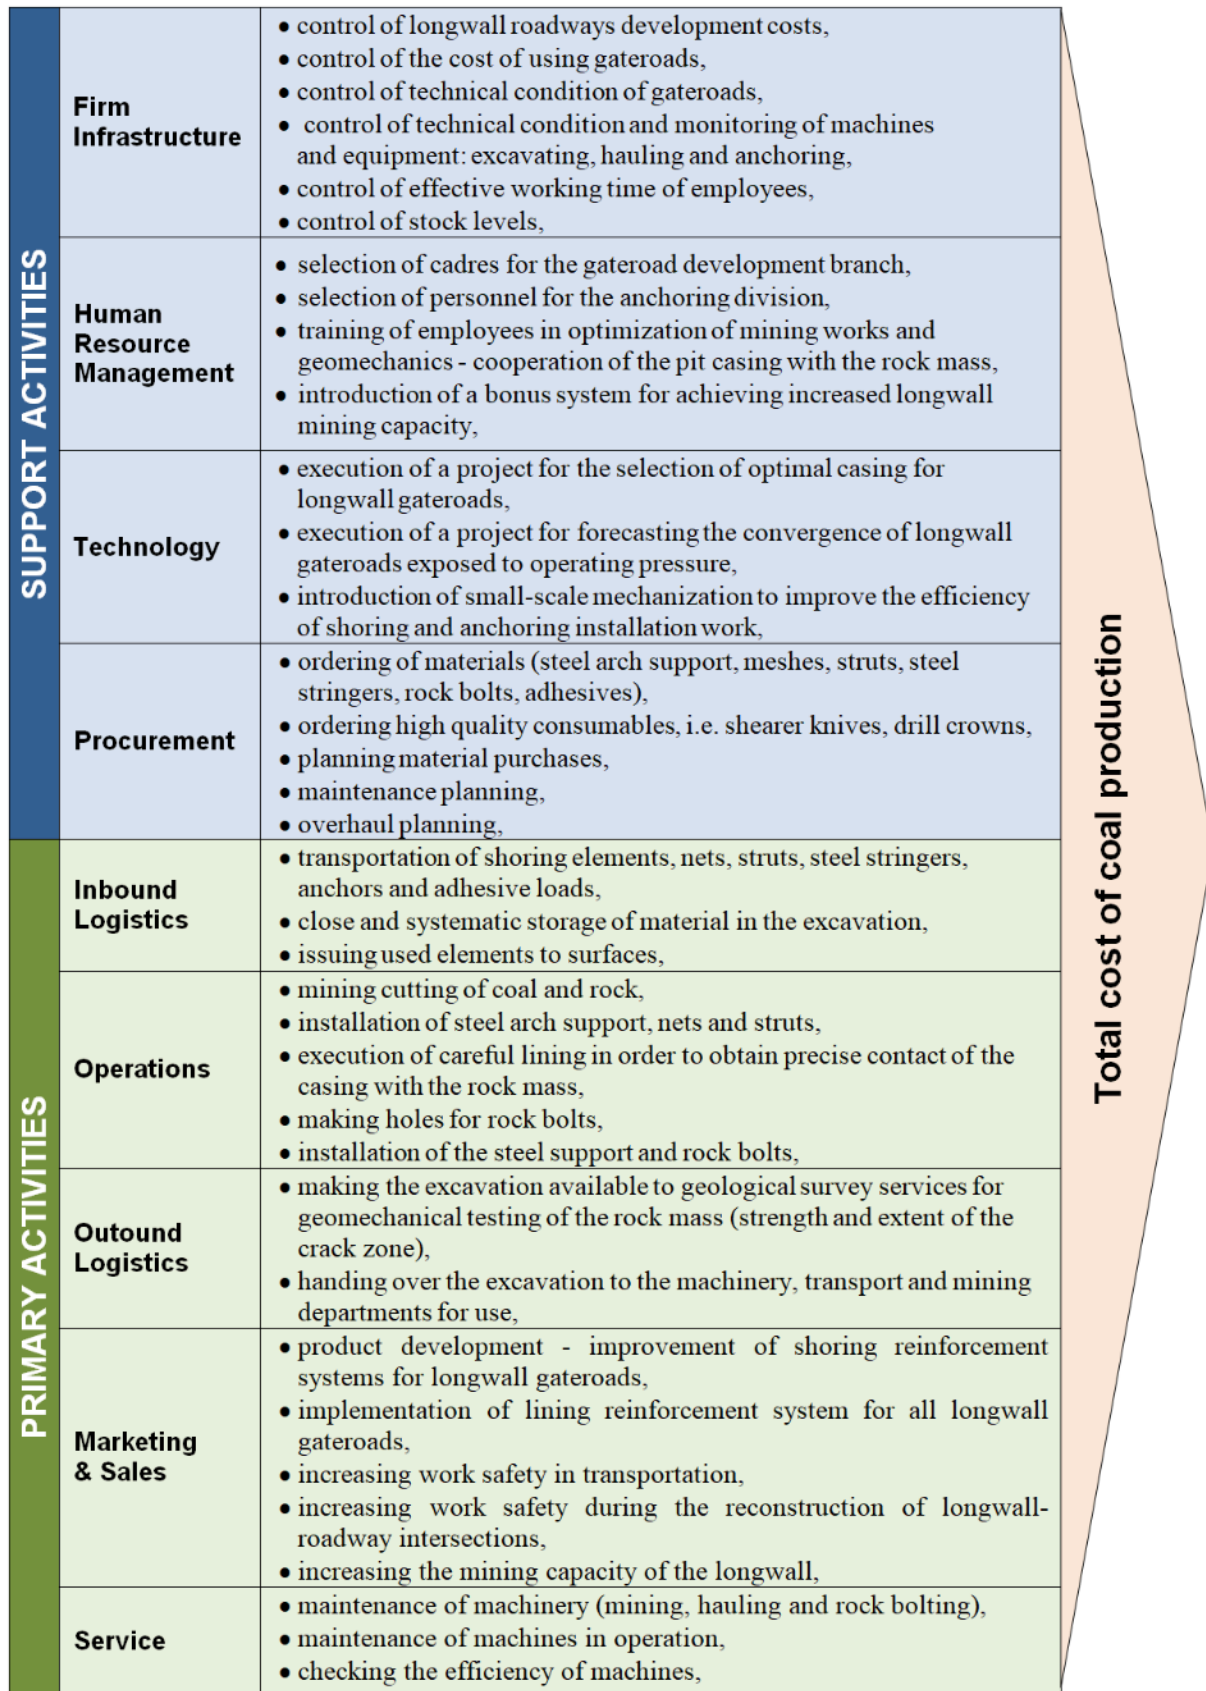 SUPPORT ACTIVITIES
Firm
Infrastructure
• control of longwall roadways development costs,
• control of the cost of using gateroads,
• control of technical condition of gateroads,
• control of technical condition and monitoring of machines
and equipment: excavating, hauling and anchoring,
• control of effective working time of employees,
• control of stock levels,
Human
Resource
Management
• selection of cadres for the gateroad development branch,
• selection of personnel for the anchoring division,
• training of employees in optimization of mining works and
geomechanics - cooperation of the pit casing with the rock mass,
• introduction of a bonus system for achieving increased longwall
mining capacity,
Technology
• execution of a project for the selection of optimal casing for
longwall gateroads,
• execution of a project for forecasting the convergence of longwall
gateroads exposed to operating pressure,
• introduction of small-scale mechanization to improve the efficiency
of shoring and anchoring installation work,
Procurement
• ordering of materials (steel arch support, meshes, struts, steel
stringers, rock bolts, adhesives),
• ordering high quality consumables, i.e. shearer knives, drill crowns,
• planning material purchases,
• maintenance planning,
• overhaul planning,
PRIMARY ACTIVITIES
Inbound
Logistics
• transportation of shoring elements, nets, struts, steel stringers,
anchors and adhesive loads,
• close and systematic storage of material in the excavation,
• issuing used elements to surfaces,
Operations
• mining cutting of coal and rock,
• installation of steel arch support, nets and struts,
• execution of careful lining in order to obtain precise contact of the
casing with the rock mass,
• making holes for rock bolts,
• installation of the steel support and rock bolts,
Outound
Logistics
• making the excavation available to geological survey services for
geomechanical testing of the rock mass (strength and extent of the
crack zone),
• handing over the excavation to the machinery, transport and mining
departments for use,
Marketing
& Sales
• product development - improvement of shoring reinforcement
systems for longwall gateroads,
• implementation of lining reinforcement system for all longwall
gateroads,
• increasing work safety in transportation,
• increasing work safety during the reconstruction of longwall-
roadway intersections,
• increasing the mining capacity of the longwall,
Service
• maintenance of machinery (mining, hauling and rock bolting),
• maintenance of machines in operation,
• checking the efficiency of machines,
Total cost of coal production